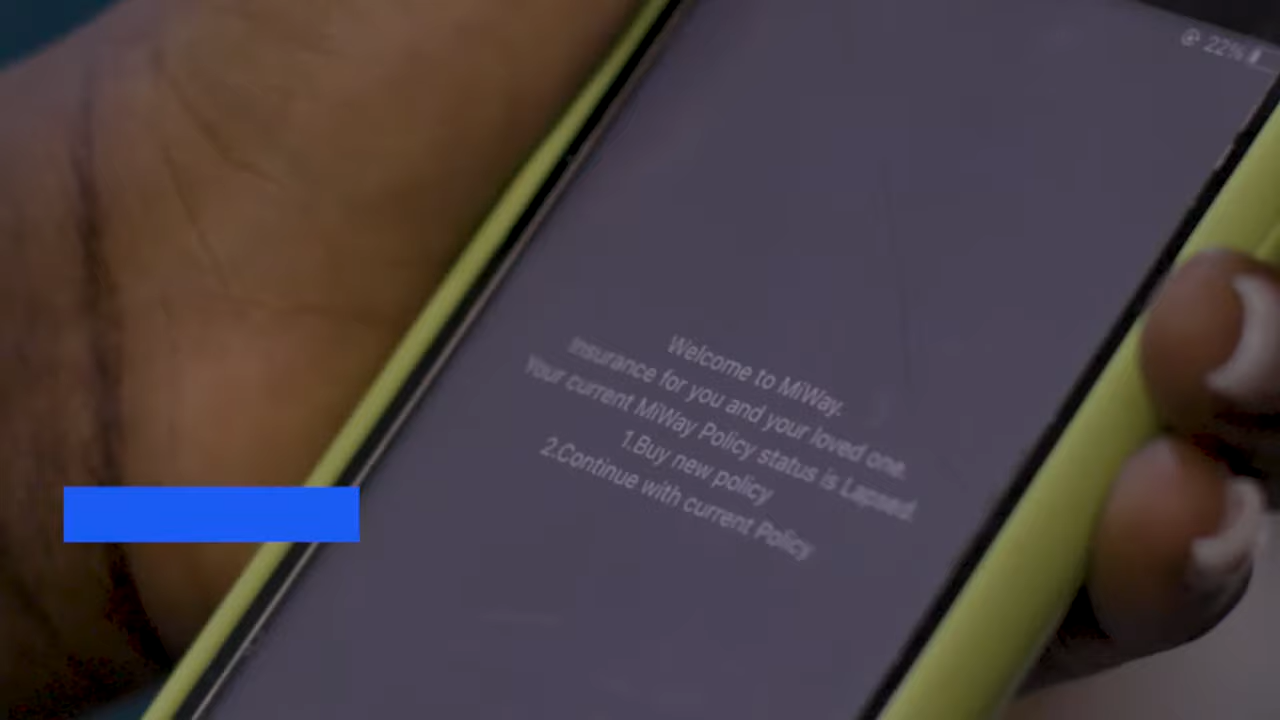 22%
Welcome to MiWay.
Insurance for you and your loved one.
Your current MiWay Policy status is Lapsed.
1.Buy new policy
2.Continue with current Policy